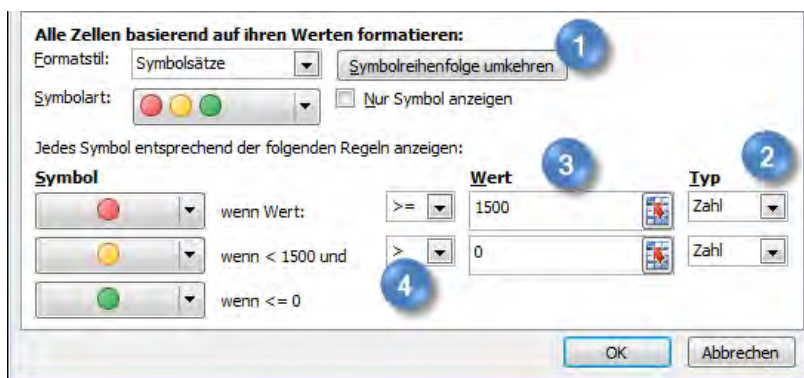 Alle Zellen basierend auf ihren Werten formatieren:
Formatstil: Symbolsätze Symbolreihenfolge umkehren 1
Symbolart: Nur Symbol anzeigen
Jedes Symbol entsprechend der folgenden Regeln anzeigen:
Symbol Wert 3 Typ 2
wenn Wert: >= 1500 Zahl
wenn < 1500 und > 0 Zahl
4
wenn <= 0
OK Abbrechen